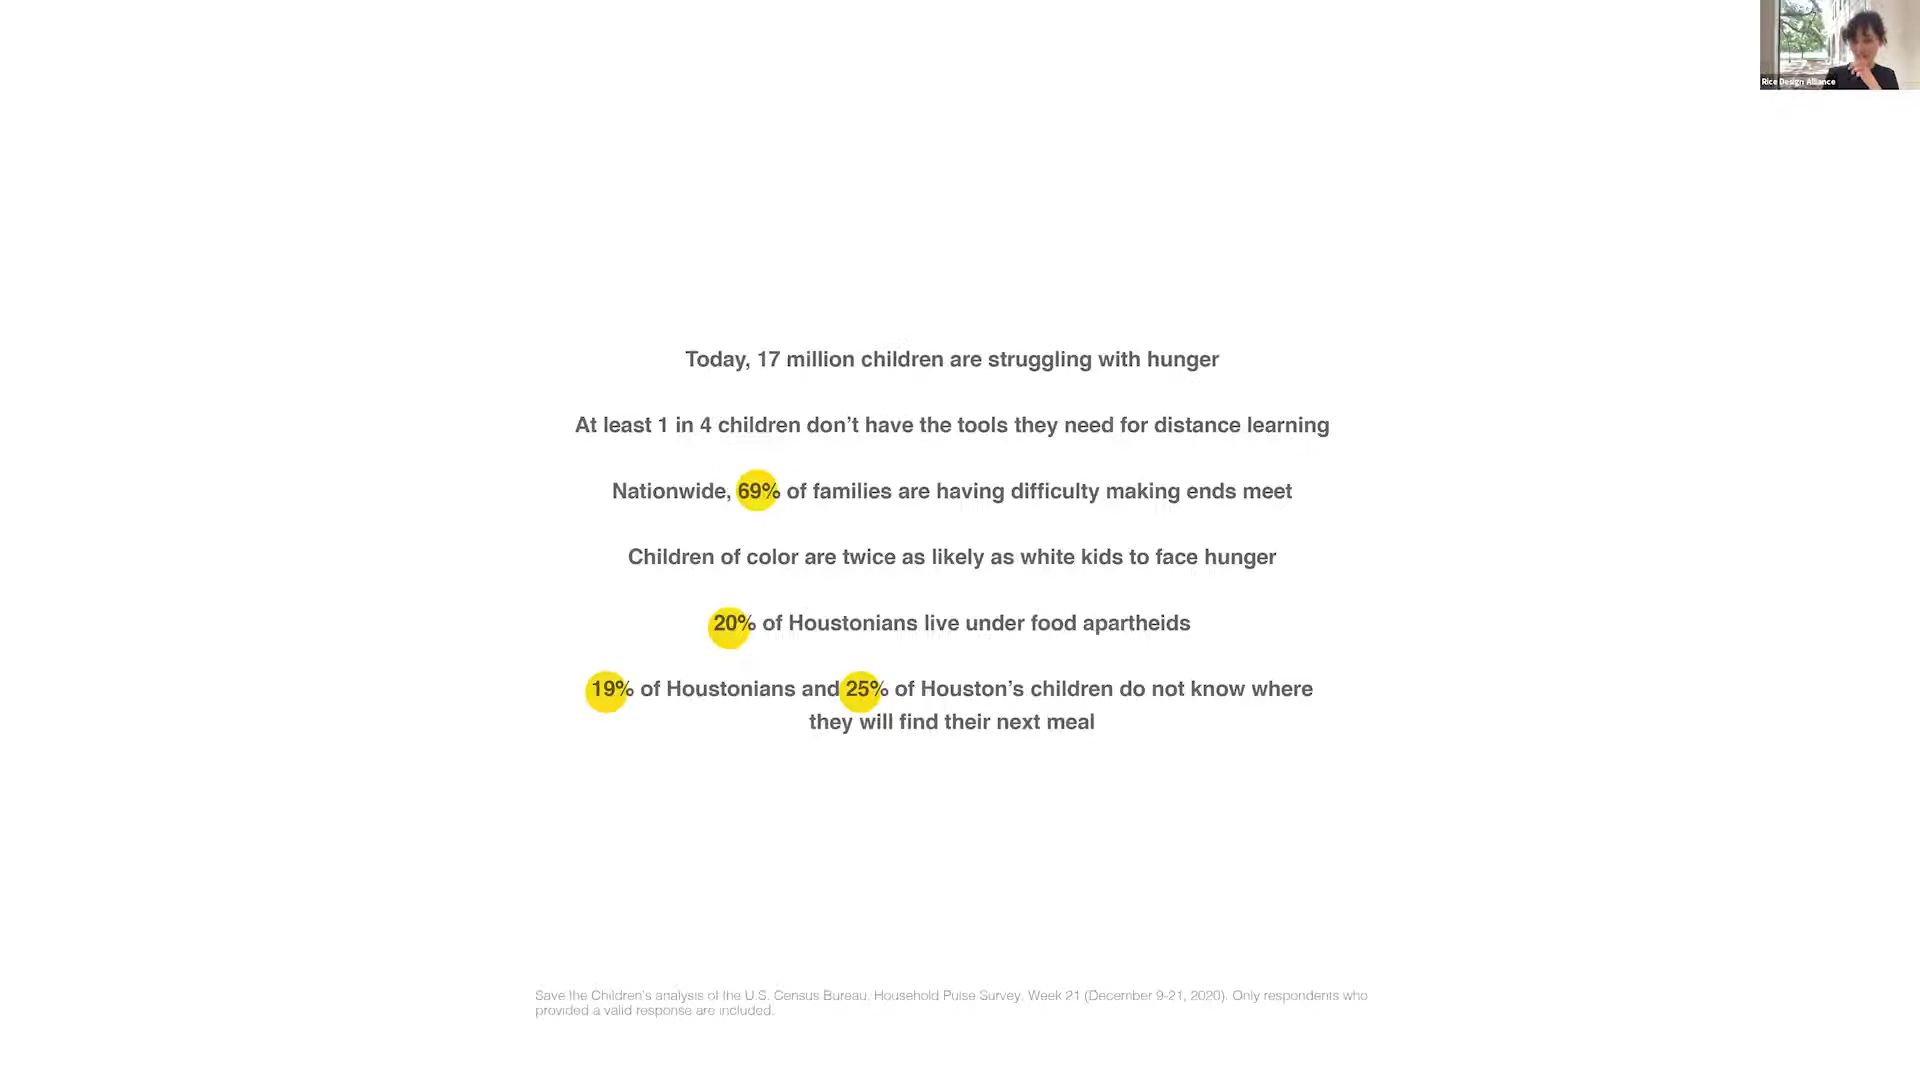 Rice Design Alliance
Today, 17 million children are struggling with hunger
At least 1 in 4 children don’t have the tools they need for distance learning
Nationwide, 69% of families are having difficulty making ends meet
Children of color are twice as likely as white kids to face hunger
20% of Houstonians live under food apartheids
19% of Houstonians and 25% of Houston’s children do not know where
they will find their next meal
Save the Children’s analysis of the U.S. Census Bureau, Household Pulse Survey, Week 21 (December 9-21, 2020). Only respondents who
provided a valid response are included.